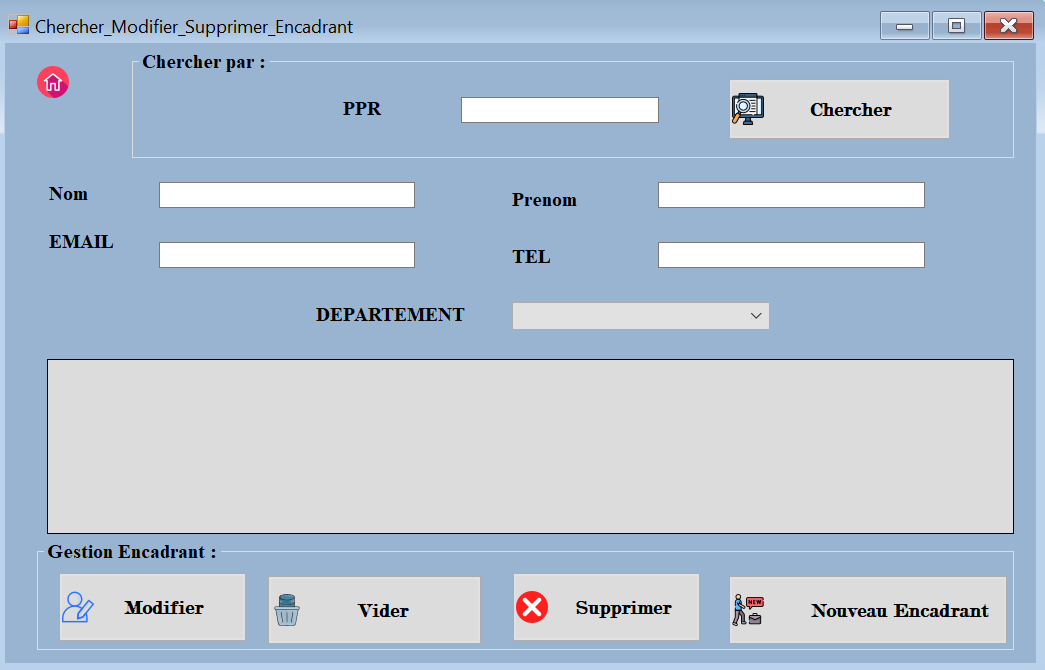 Chercher_Modifier_Supprimer_Encadrant
Chercher par :
PPR
Chercher
Nom
Prenom
EMAIL
TEL
DEPARTEMENT
Gestion Encadrant :
Modifier
Vider
Supprimer
NEW
Nouveau Encadrant